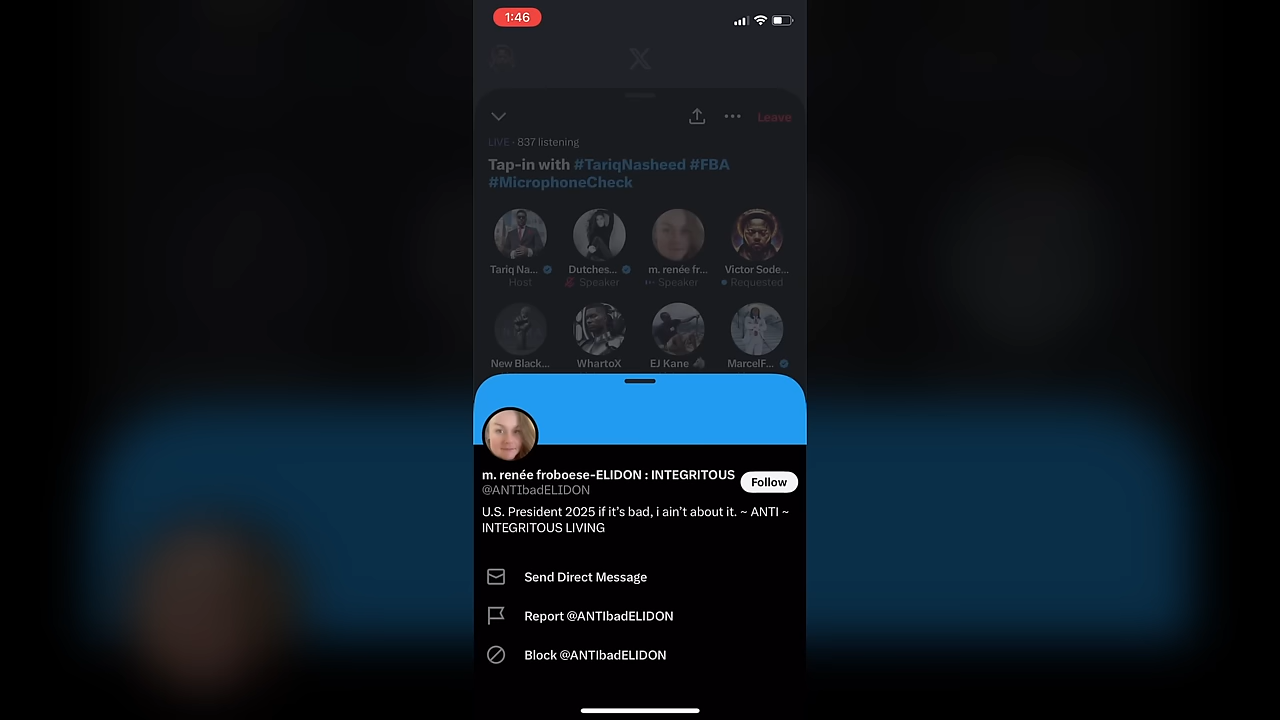 1:46
X
Leave
LIVE · 837 listening
Tap-in with #TariqNasheed #FBA
#MicrophoneCheck
Tariq Na... Dutches... m. renée fr... Victor Sode...
Host Speaker Speaker Requested
New Black... WhartoX EJ Kane MarcelF...
m. renée froboese-ELIDON : INTEGRITOUS
Follow
@ANTIbadELIDON
U.S. President 2025 if it’s bad, i ain’t about it. ~ ANTI ~
INTEGRITOUS LIVING
Send Direct Message
Report @ANTIbadELIDON
Block @ANTIbadELIDON